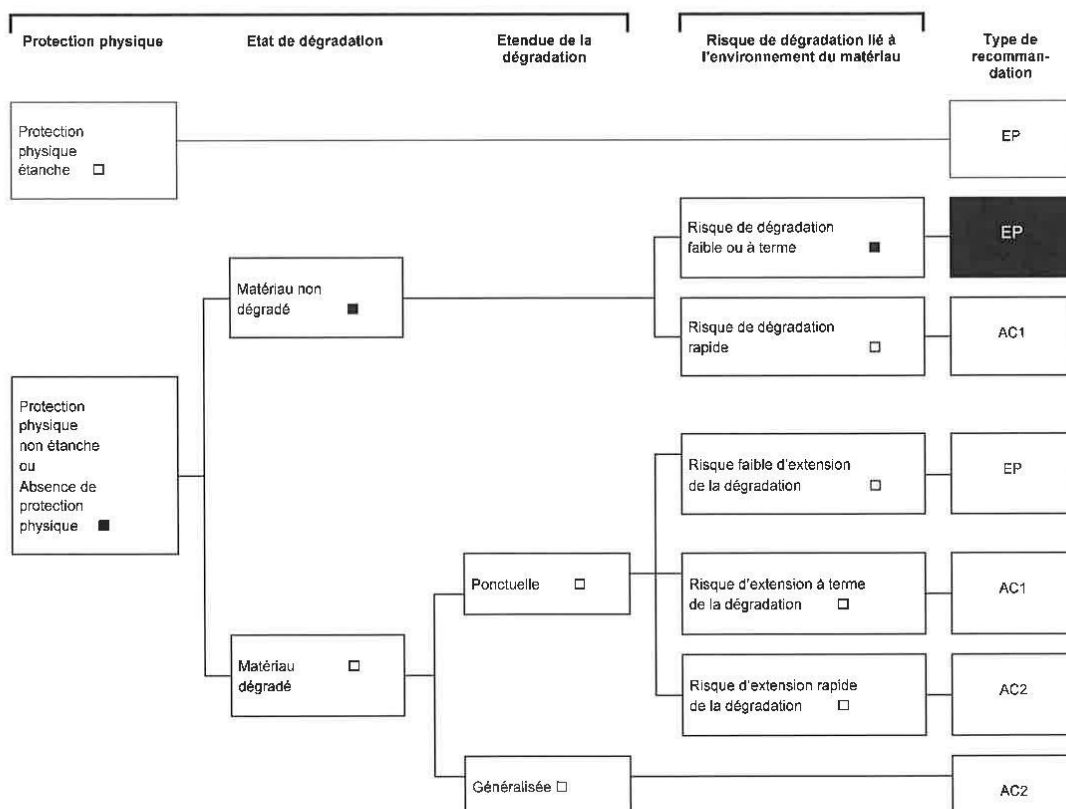 Protection physique
Etat de dégradation
Etendue de la
dégradation
Risque de dégradation lié à
l'environnement du matériau
Type de
recomman-
dation
Protection
physique
étanche
EP
Risque de dégradation
faible ou à terme
EP
Matériau non
dégradé
Risque de dégradation
rapide
AC1
Protection
physique
non étanche
ou
Absence de
protection
physique
Risque faible d'extension
de la dégradation
EP
Ponctuelle
Risque d'extension à terme
de la dégradation
AC1
Matériau
dégradé
Risque d'extension rapide
de la dégradation
AC2
Généralisée
AC2